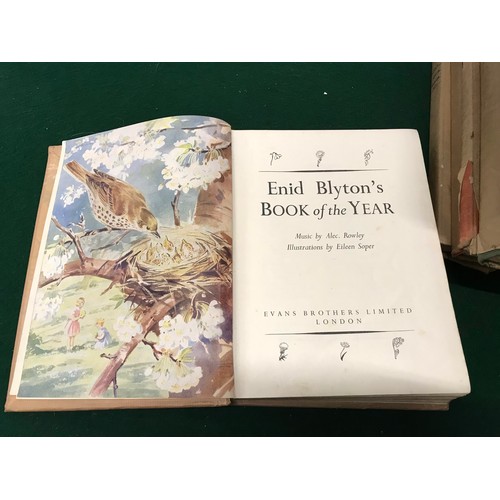 Enid Blyton's
BOOK of the YEAR
Music by Alec. Rowley
Illustrations by Eileen Soper
EVANS BROTHERS LIMITED
LONDON